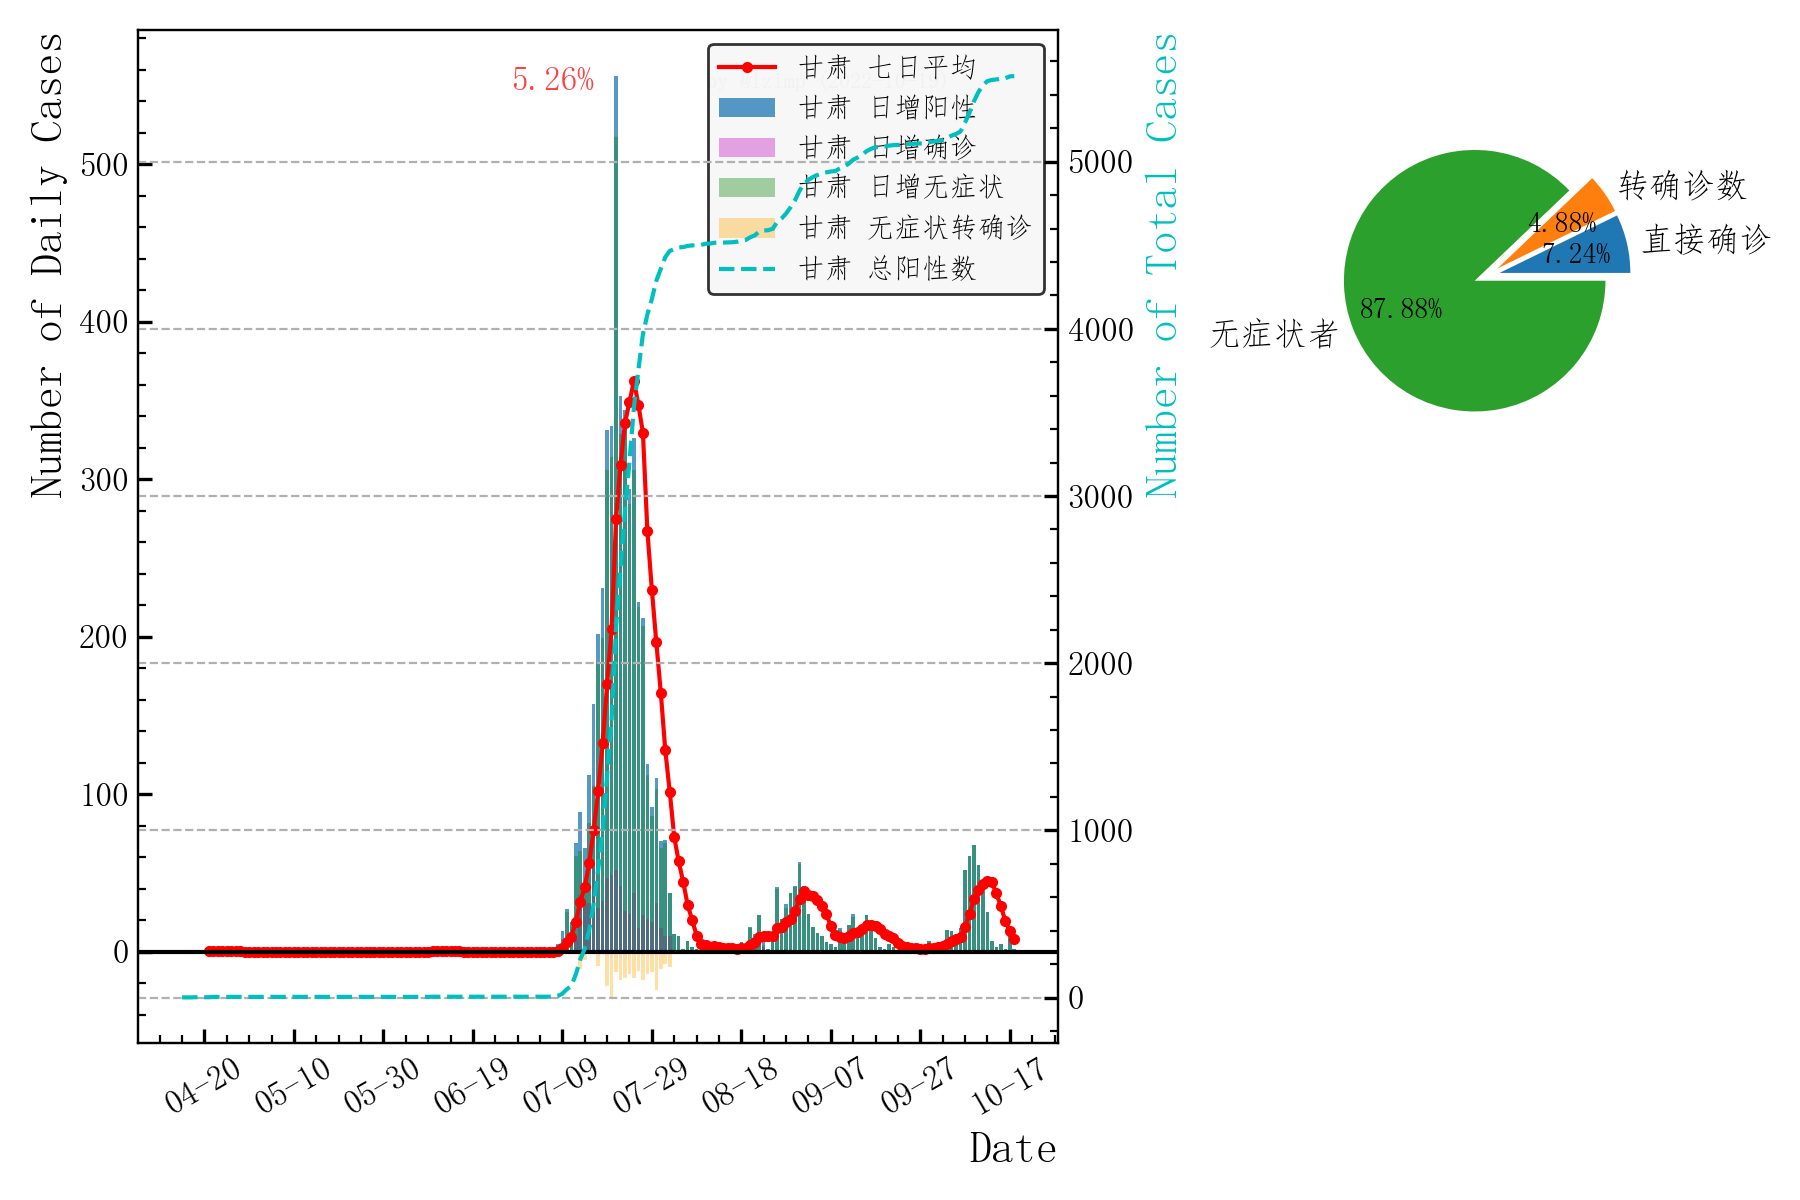 Number of Daily Cases
500
400
300
200
100
0
5.26%
甘肃 七日平均
甘肃 日增阳性
甘肃 日增确诊
甘肃 日增无症状
甘肃 无症状转确诊
甘肃 总阳性数
5000
4000
3000
2000
1000
0
Number of Total Cases
04-20
05-10
05-30
06-19
07-09
07-29
08-18
09-07
09-27
10-17
Date
转确诊数
4.88%
直接确诊
7.24%
87.88%
无症状者